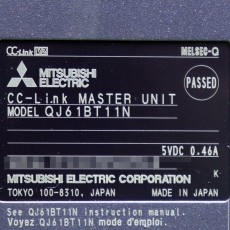 CC-Link V2 MELSEC-Q
MITSUBISHI
ELECTRIC
PASSED
CC-Link MASTER UNIT
MODEL QJ61BT11N
5VDC 0.46A
K
MITSUBISHI ELECTRIC CORPORATION
TOKYO 100-8310, JAPAN MADE IN JAPAN
See QJ61BT11N instruction manual.
Voyez QJ61BT11N mode d'emploi.